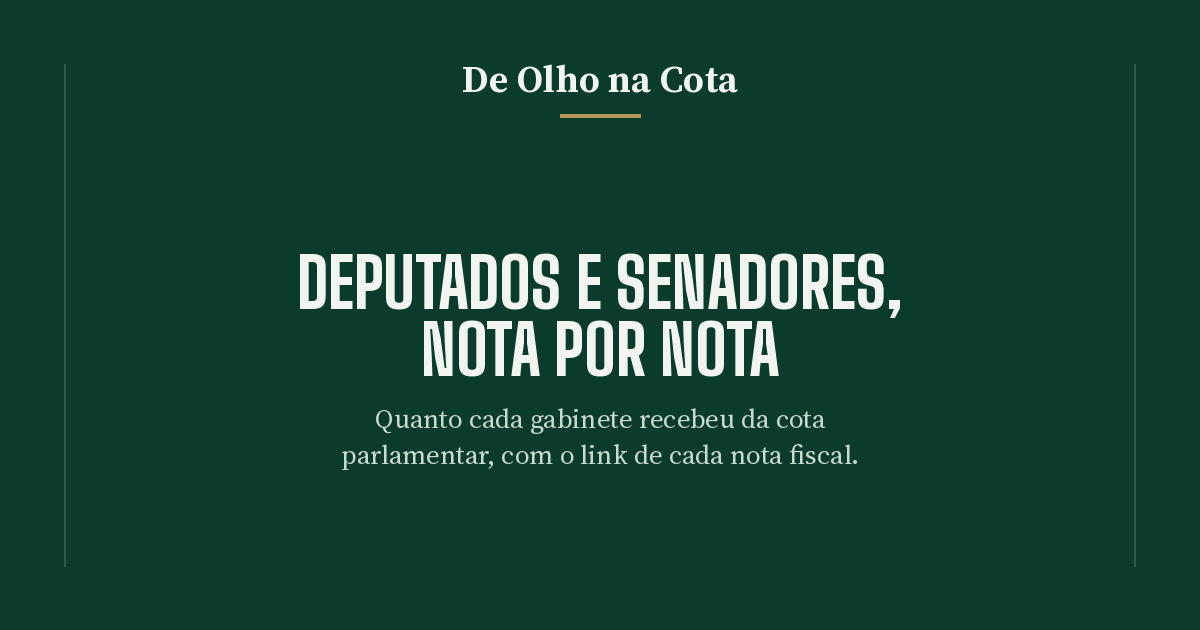 De Olho na Cota
DEPUTADOS E SENADORES,
NOTA POR NOTA
Quanto cada gabinete recebeu da cota
parlamentar, com o link de cada nota fiscal.